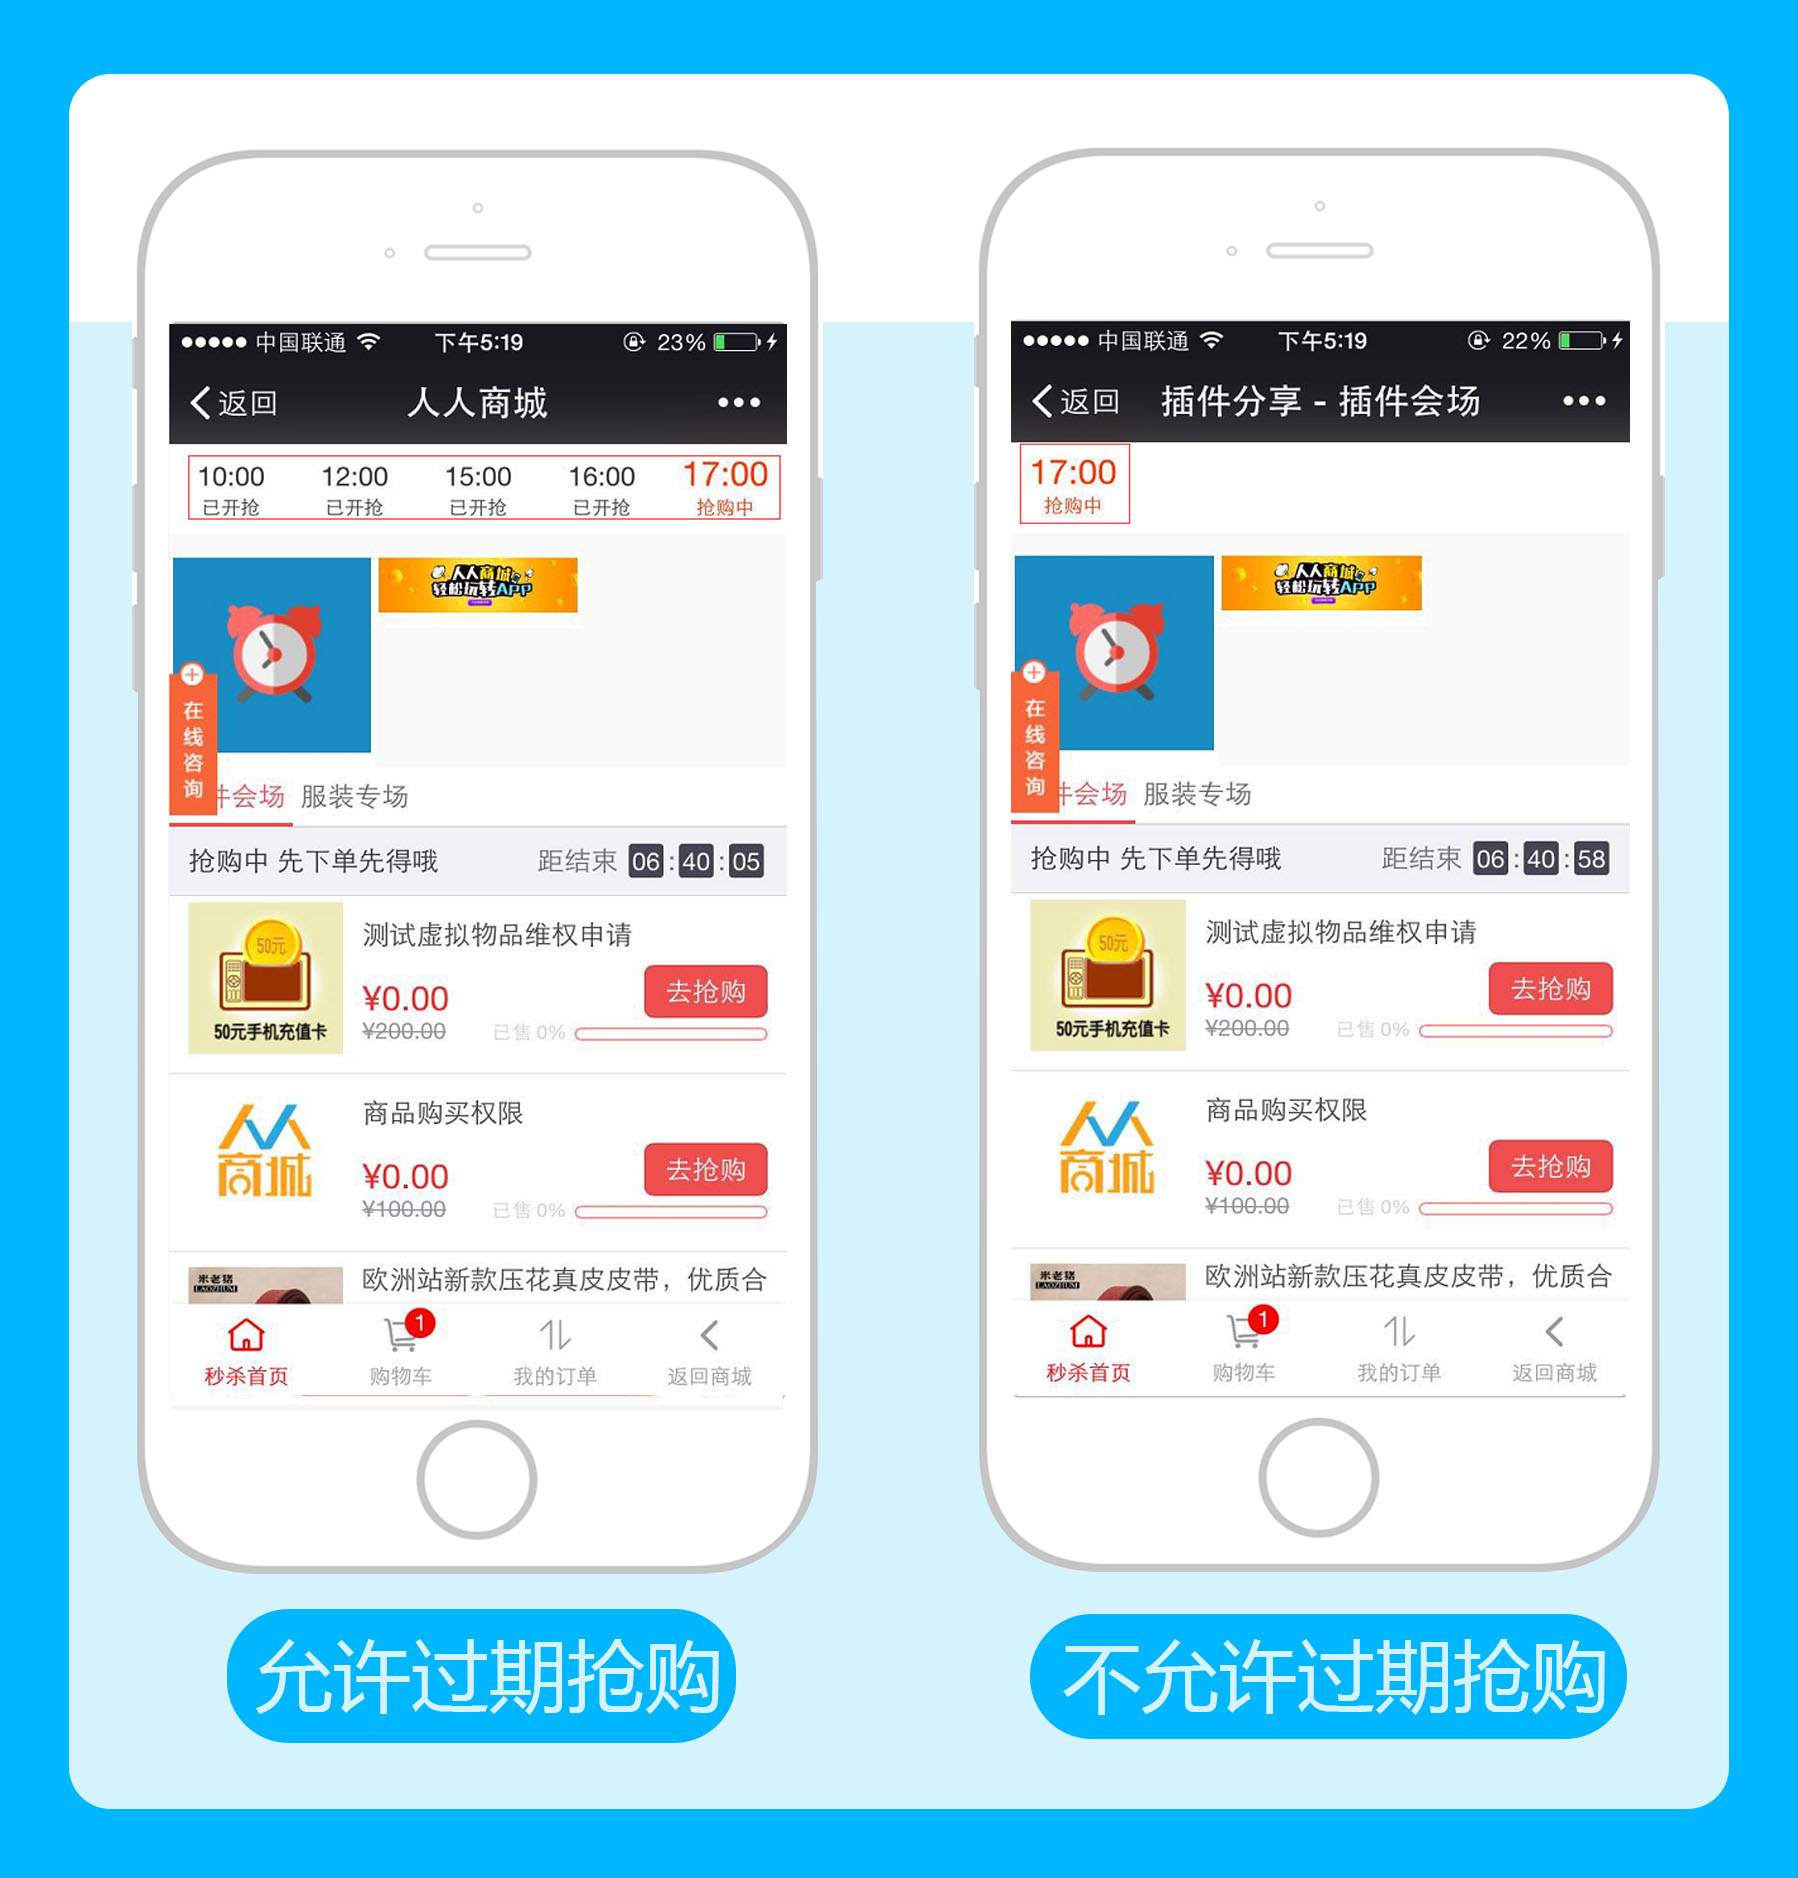 中国联通 下午5:19 23%
返回 人人商城
10:00 12:00 15:00 16:00 17:00
已开抢 已开抢 已开抢 已开抢 抢购中
人人商城
轻松玩转APP
在线咨询
件会场 服装专场
抢购中 先下单先得哦 距结束 06:40:05
50元
50元手机充值卡
测试虚拟物品维权申请
¥0.00 去抢购
¥200.00 已售0%
商城
商品购买权限
¥0.00 去抢购
¥100.00 已售0%
米老猪
LAOZHUM
欧洲站新款压花真皮皮带，优质合
1
秒杀首页 购物车 我的订单 返回商城
允许过期抢购
中国联通 下午5:19 22%
返回 插件分享 - 插件会场
17:00
抢购中
人人商城
轻松玩转APP
在线咨询
件会场 服装专场
抢购中 先下单先得哦 距结束 06:40:58
50元
50元手机充值卡
测试虚拟物品维权申请
¥0.00 去抢购
¥200.00 已售0%
商城
商品购买权限
¥0.00 去抢购
¥100.00 已售0%
米老猪
LAOZHUM
欧洲站新款压花真皮皮带，优质合
1
秒杀首页 购物车 我的订单 返回商城
不允许过期抢购